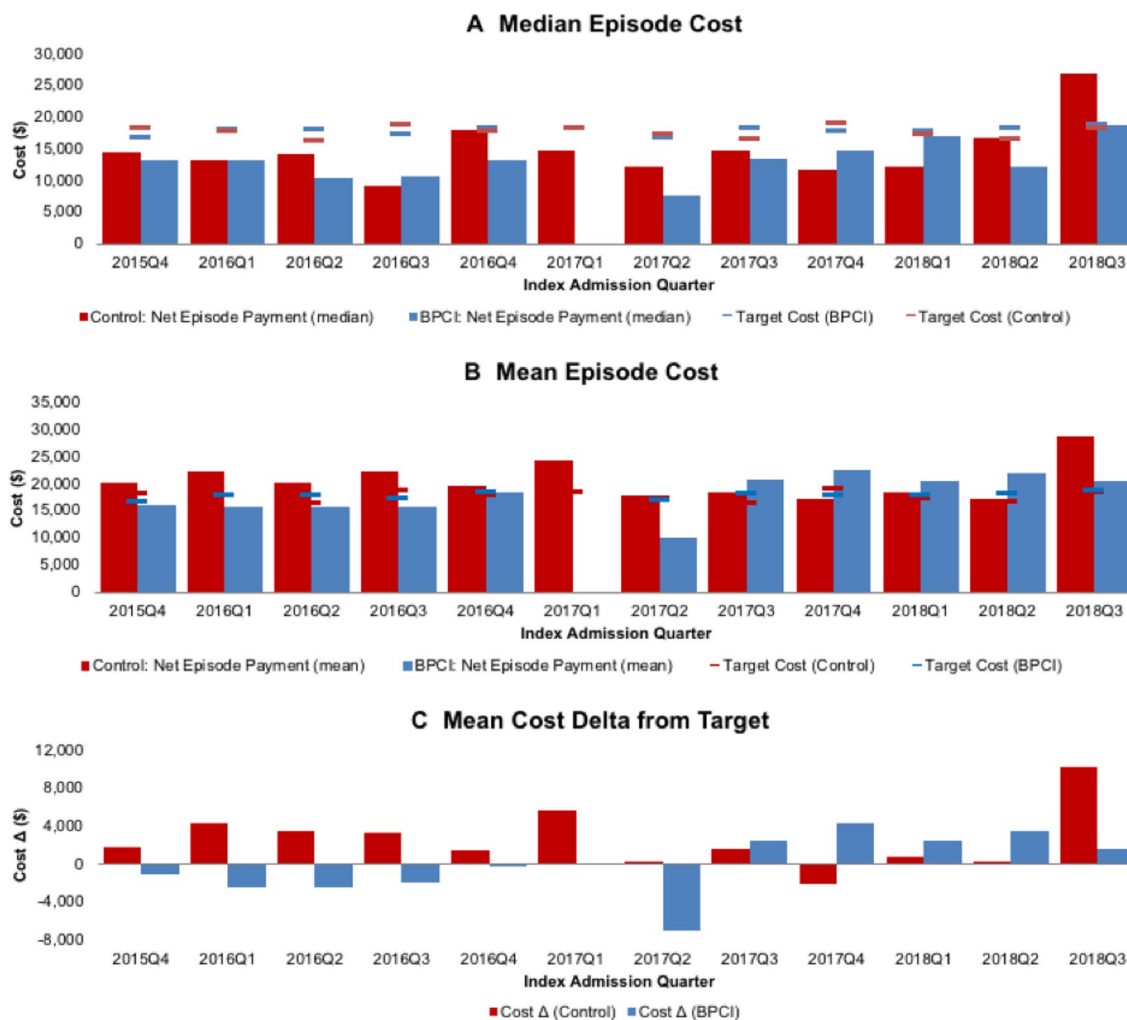 A Median Episode Cost
30,000
25,000
20,000
15,000
10,000
5,000
0
Cost ($)
2015Q4 2016Q1 2016Q2 2016Q3 2016Q4 2017Q1 2017Q2 2017Q3 2017Q4 2018Q1 2018Q2 2018Q3
Index Admission Quarter
Control: Net Episode Payment (median) BPCI: Net Episode Payment (median) Target Cost (BPCI) Target Cost (Control)
B Mean Episode Cost
35,000
30,000
25,000
20,000
15,000
10,000
5,000
0
Cost ($)
2015Q4 2016Q1 2016Q2 2016Q3 2016Q4 2017Q1 2017Q2 2017Q3 2017Q4 2018Q1 2018Q2 2018Q3
Index Admission Quarter
Control: Net Episode Payment (mean) BPCI: Net Episode Payment (mean) Target Cost (Control) Target Cost (BPCI)
C Mean Cost Delta from Target
12,000
8,000
4,000
0
-4,000
-8,000
Cost Δ ($)
2015Q4 2016Q1 2016Q2 2016Q3 2016Q4 2017Q1 2017Q2 2017Q3 2017Q4 2018Q1 2018Q2 2018Q3
Index Admission Quarter
Cost Δ (Control) Cost Δ (BPCI)